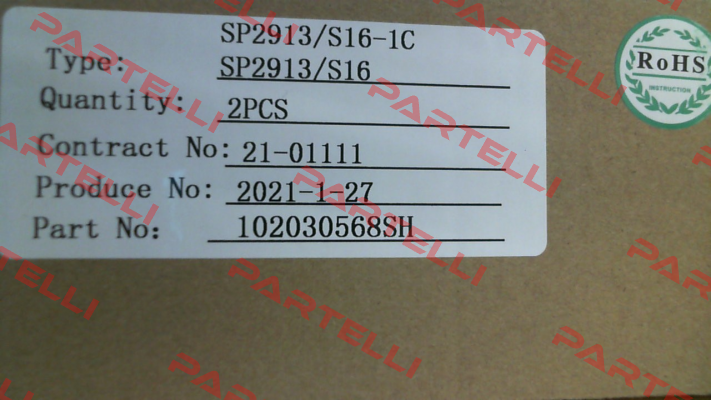 SP2913/S16-1C
Type: SP2913/S16
Quantity: 2PCS
Contract No: 21-01111
Produce No: 2021-1-27
Part No: 102030568SH
RoHS
INSTRUCTION
PARTELLI
PARTELLI
PARTELLI
PARTELLI
PARTELLI
PARTELLI
PARTELLI
PARTELLI